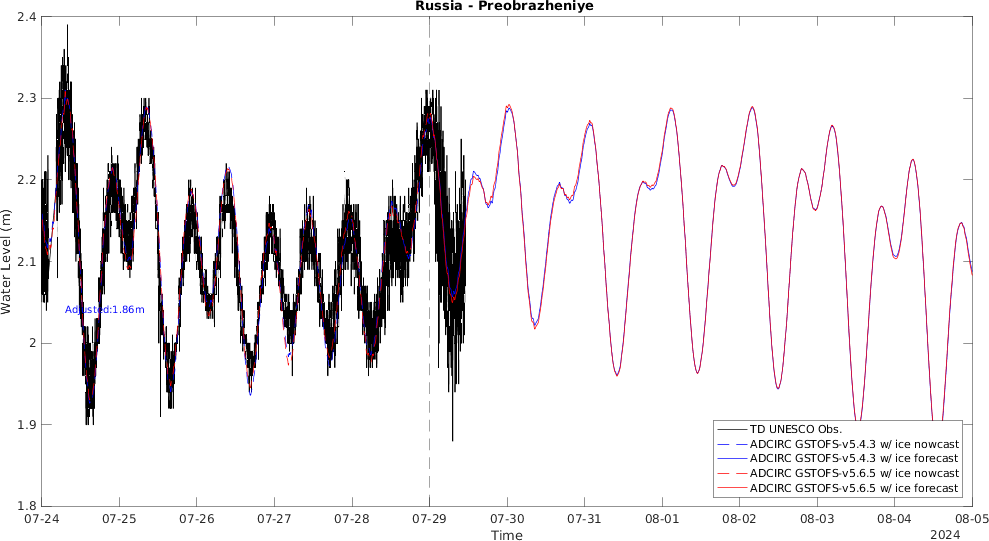 Russia - Preobrazheniye
2.4
2.3
2.2
2.1
2
1.9
1.8
Water Level (m)
Adjusted:1.86m
TD UNESCO Obs.
ADCIRC GSTOFS-v5.4.3 w/ ice nowcast
ADCIRC GSTOFS-v5.4.3 w/ ice forecast
ADCIRC GSTOFS-v5.6.5 w/ ice nowcast
ADCIRC GSTOFS-v5.6.5 w/ ice forecast
07-24 07-25 07-26 07-27 07-28 07-29 07-30 07-31 08-01 08-02 08-03 08-04 08-05
Time
2024